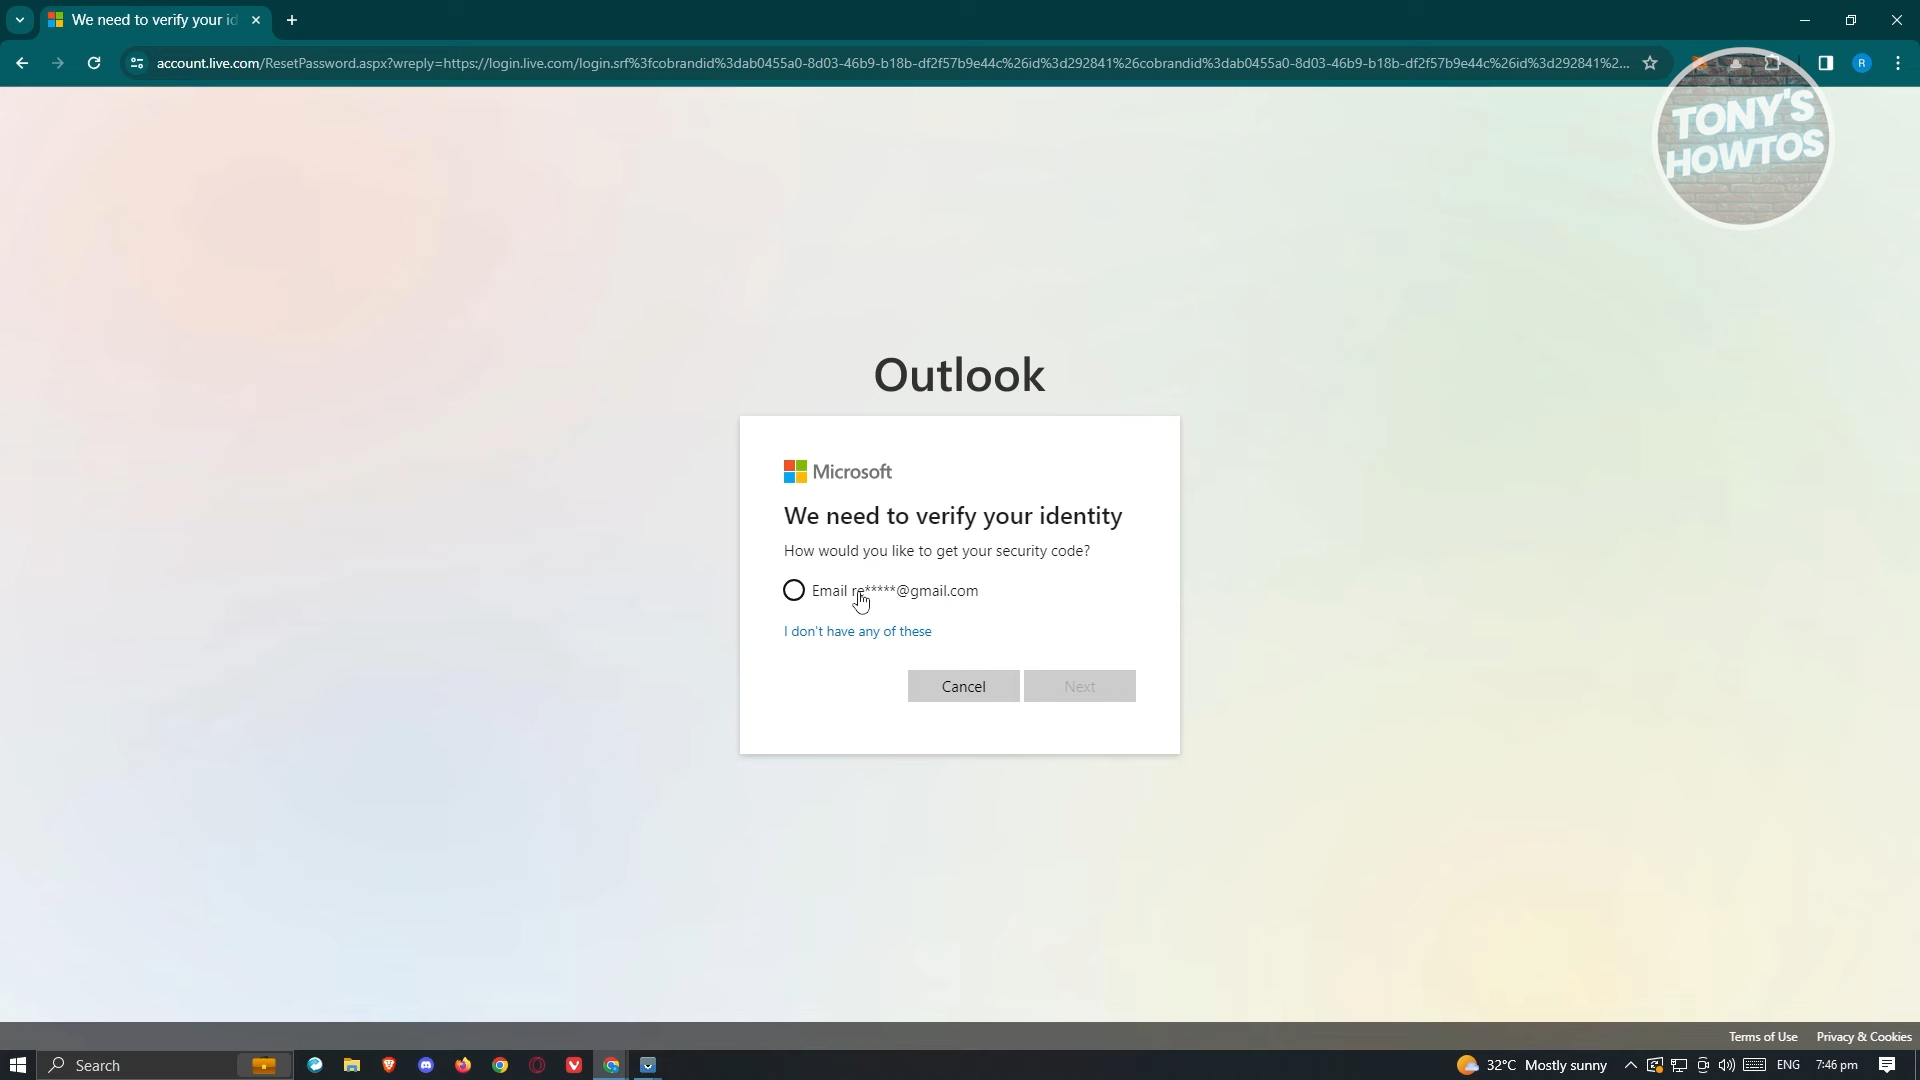 We need to verify your id
account.live.com/ResetPassword.aspx?wreply=https://login.live.com/login.srf%3fcobrandid%3dab0455a0-8d03-46b9-b18b-df2f57b9e44c%26id%3d292841%26cobrandid%3dab0455a0-8d03-46b9-b18b-df2f57b9e44c%26id%3d292841%2...
R
TONY'S
HOWTOS
Outlook
Microsoft
We need to verify your identity
How would you like to get your security code?
Email re*****@gmail.com
I don't have any of these
Cancel
Next
Terms of Use
Privacy & Cookies
Search
32°C Mostly sunny
ENG
7:46 pm